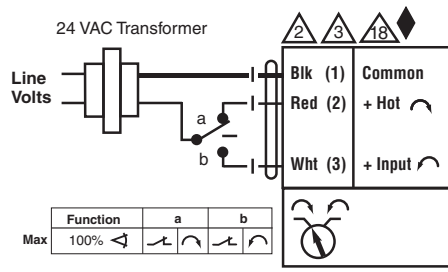 24 VAC Transformer
2 3 18
Line
Volts
Blk (1) Common
Red (2) + Hot
a
b
Wht (3) + Input
Function a b
Max 100%